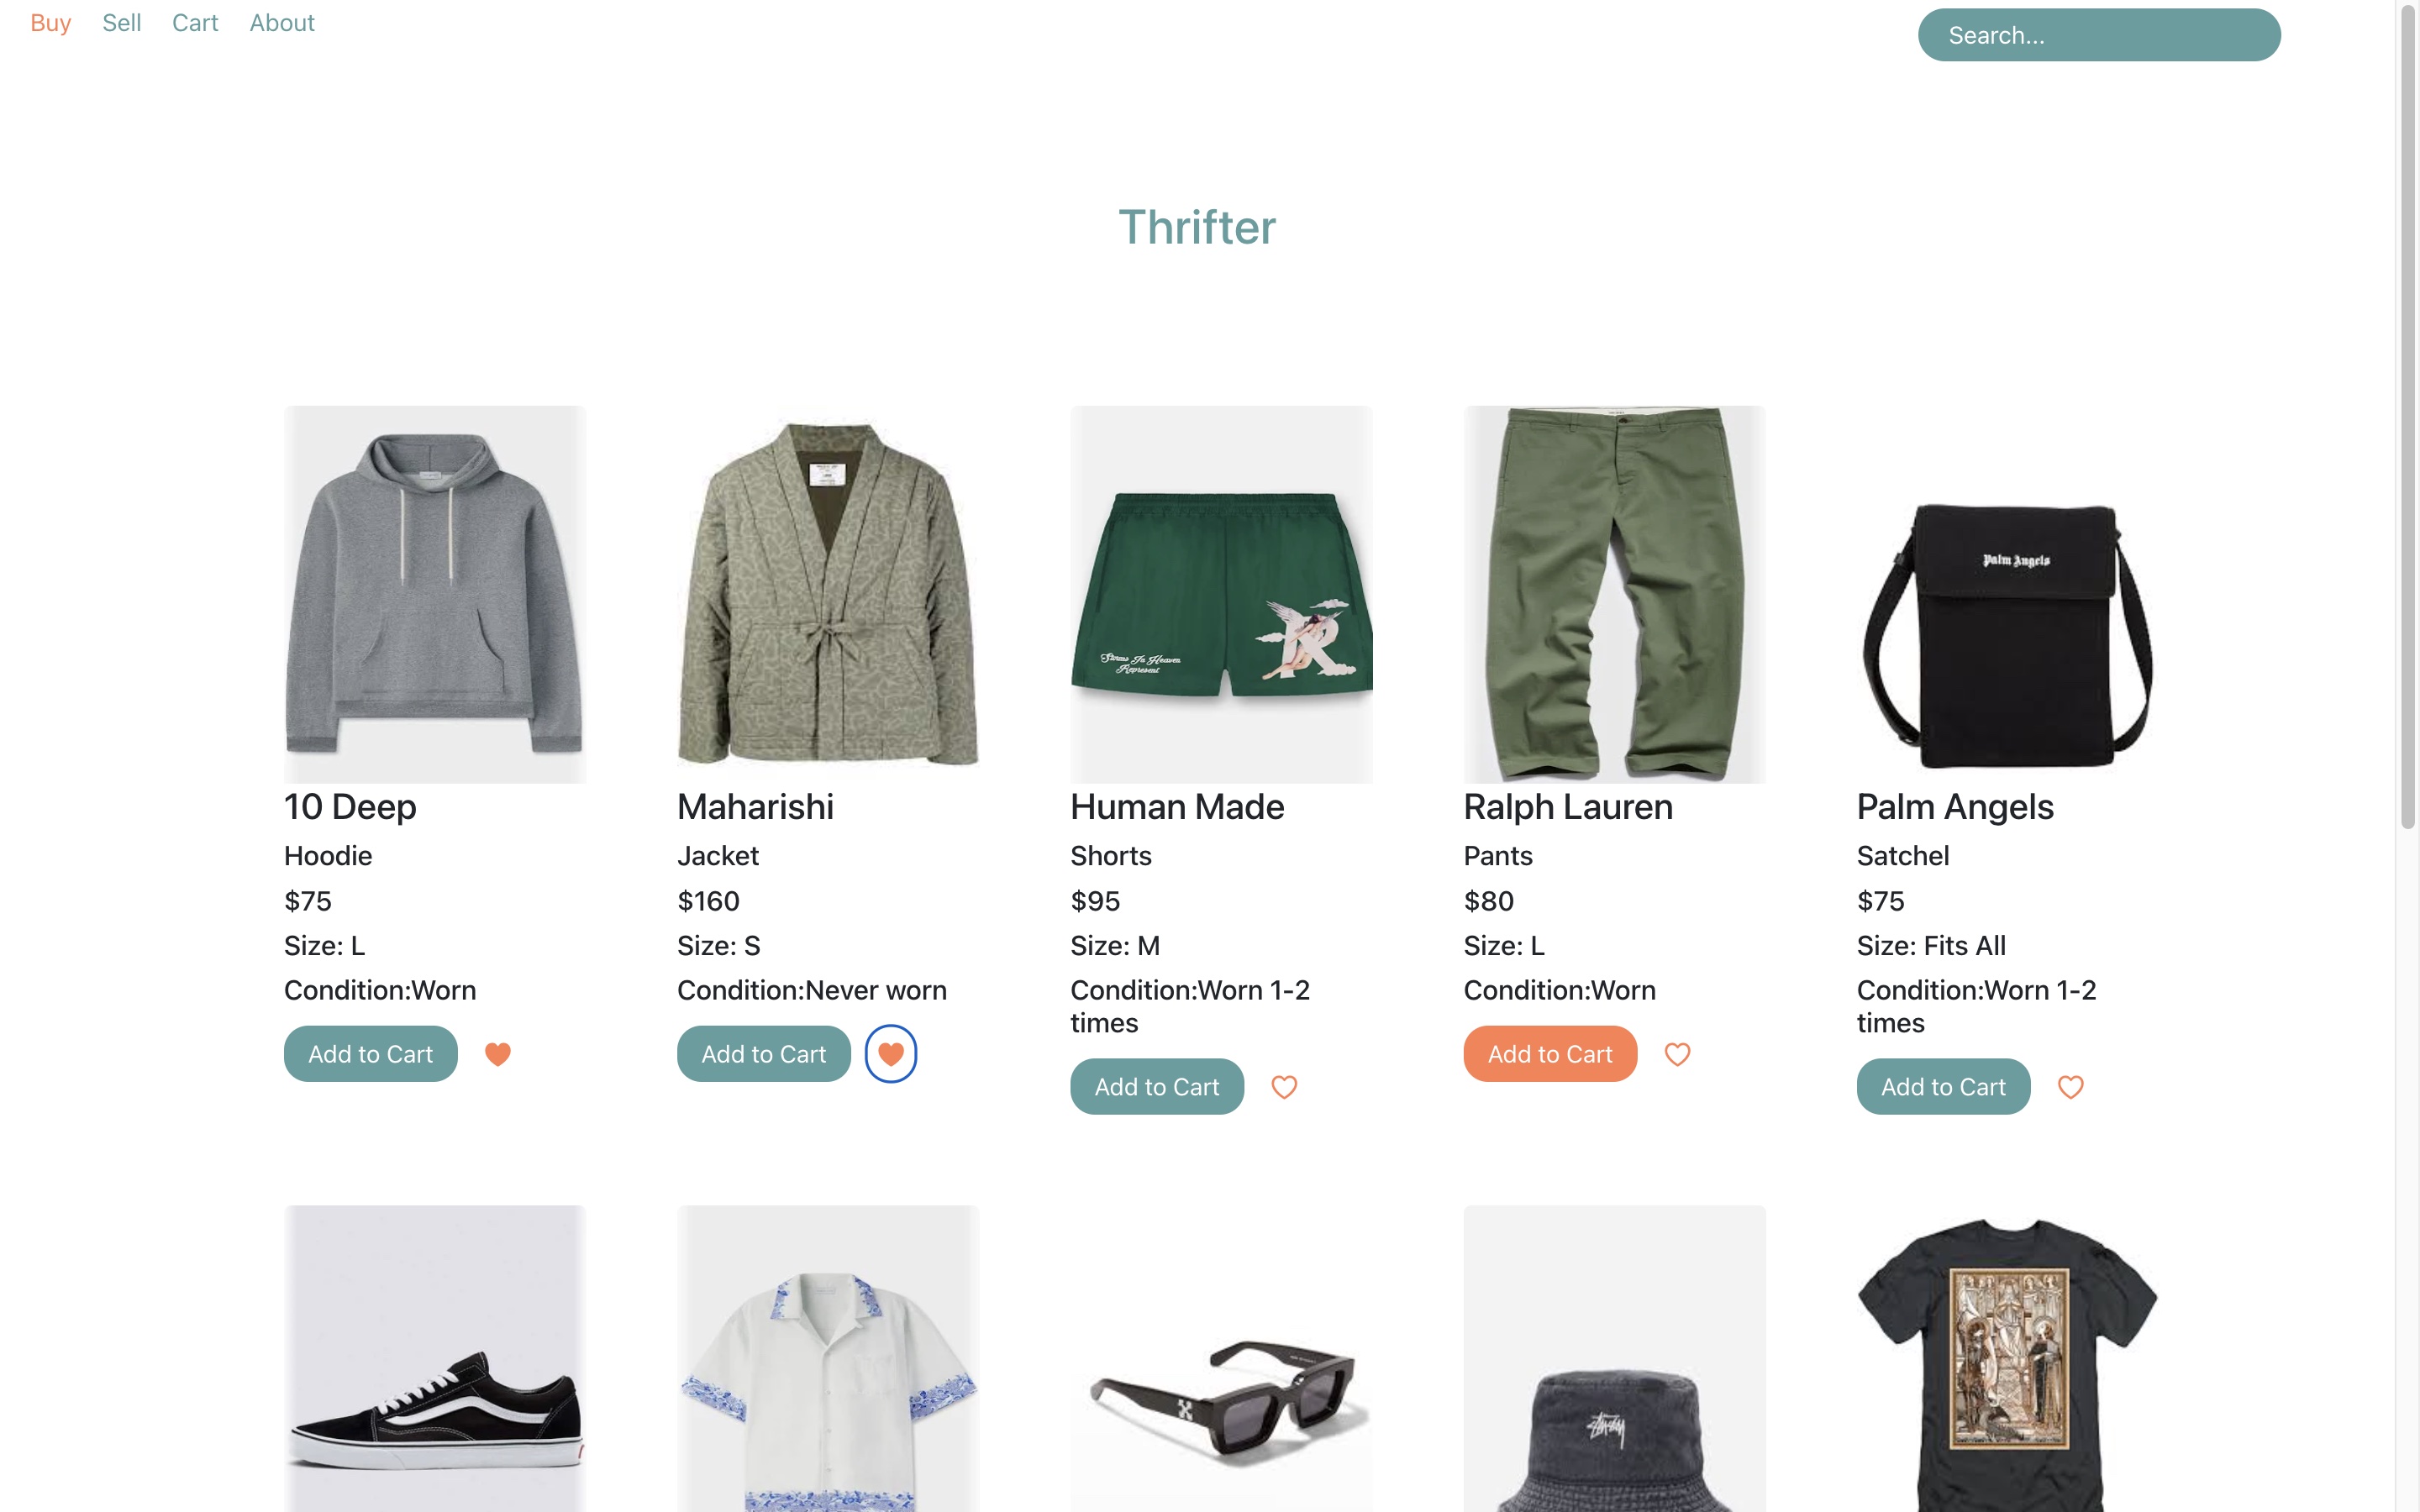 Buy Sell Cart About
Search...
Thrifter
Palm Angels
Represent
10 Deep
Hoodie
$75
Size: L
Condition:Worn
Add to Cart
Maharishi
Jacket
$160
Size: S
Condition:Never worn
Add to Cart
Human Made
Shorts
$95
Size: M
Condition:Worn 1-2
times
Add to Cart
Ralph Lauren
Pants
$80
Size: L
Condition:Worn
Add to Cart
Palm Angels
Satchel
$75
Size: Fits All
Condition:Worn 1-2
times
Add to Cart